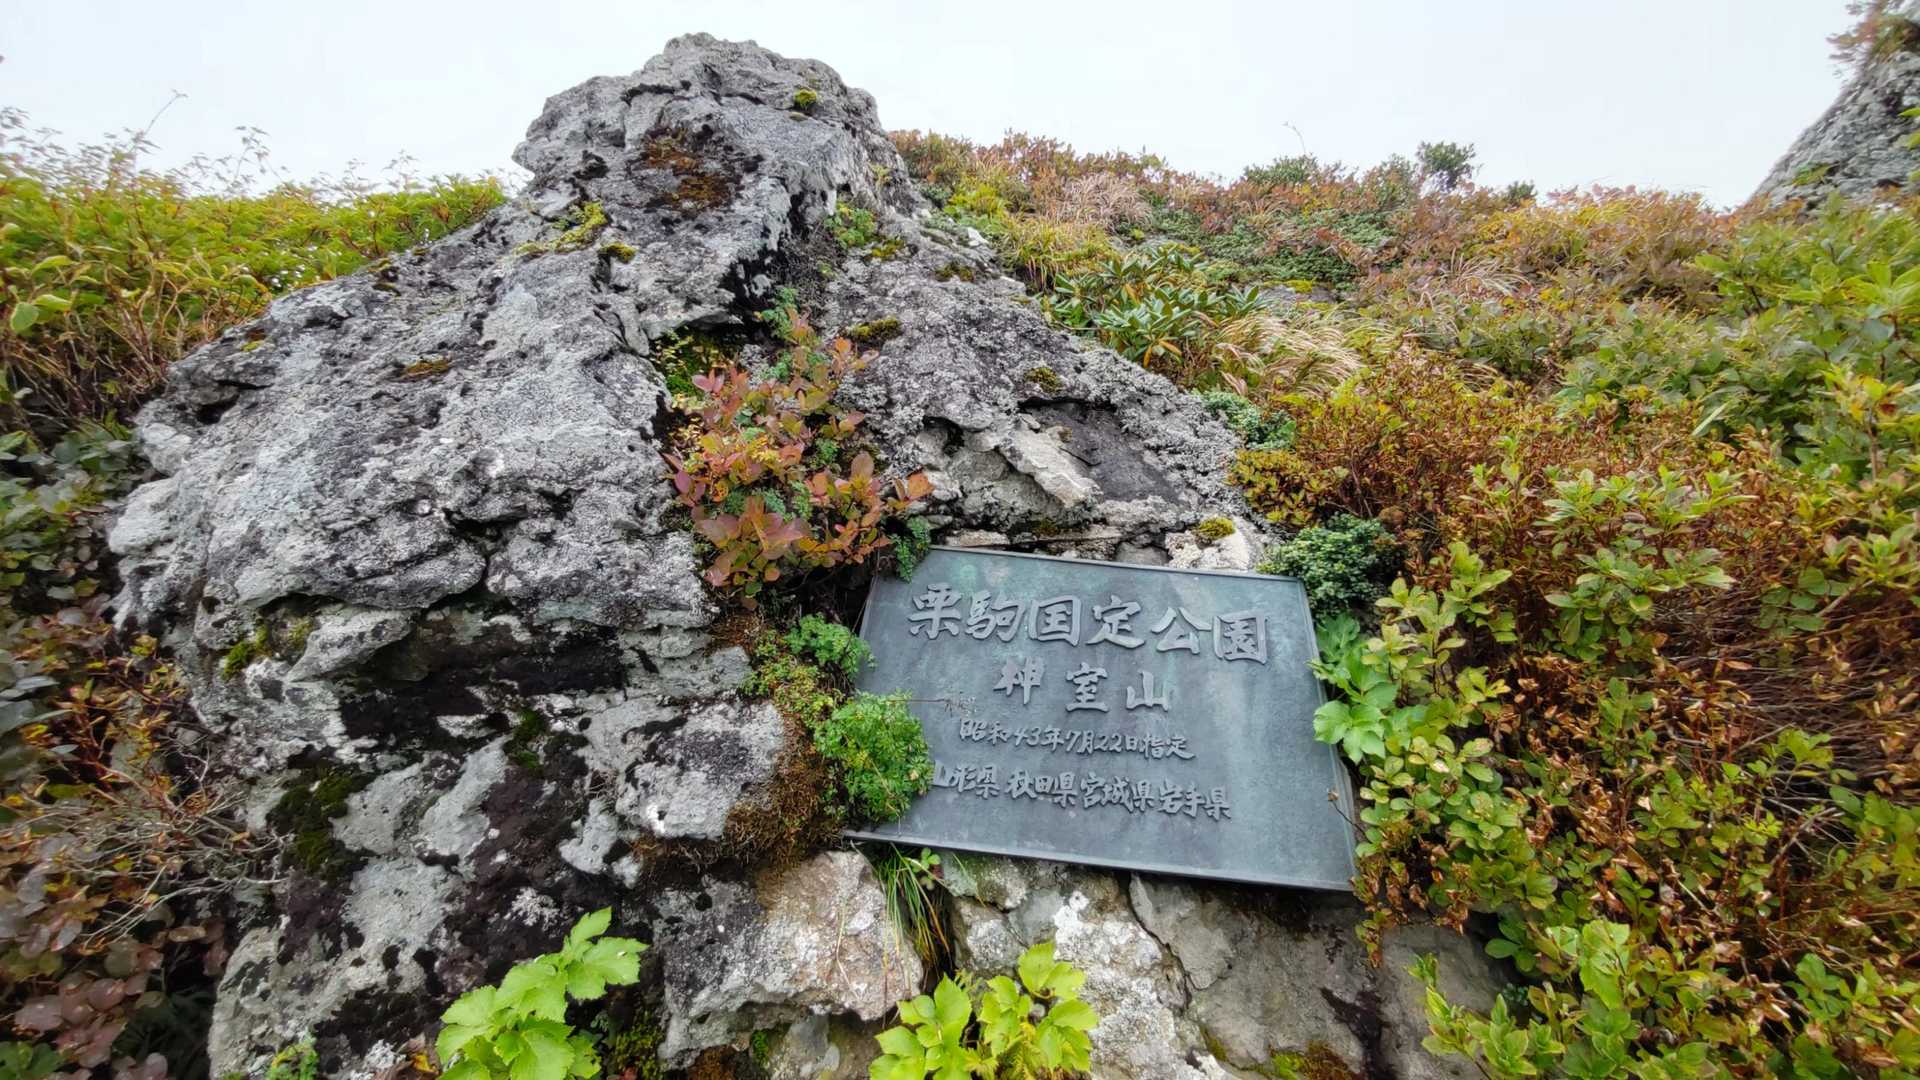 栗駒国定公園
神室山
昭和43年7月22日指定
山形県 秋田県 宮城県 岩手県